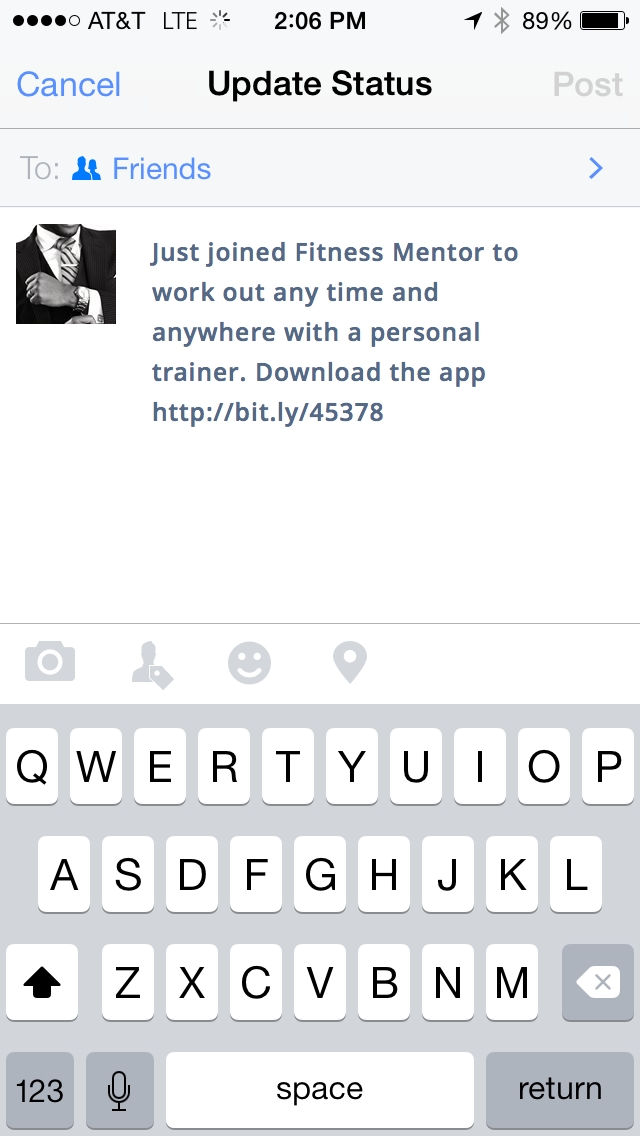 AT&T LTE 2:06 PM 89%
Cancel Update Status Post
To: Friends
Just joined Fitness Mentor to
work out any time and
anywhere with a personal
trainer. Download the app
http://bit.ly/45378
Q W E R T Y U I O P
A S D F G H J K L
Z X C V B N M
123 space return